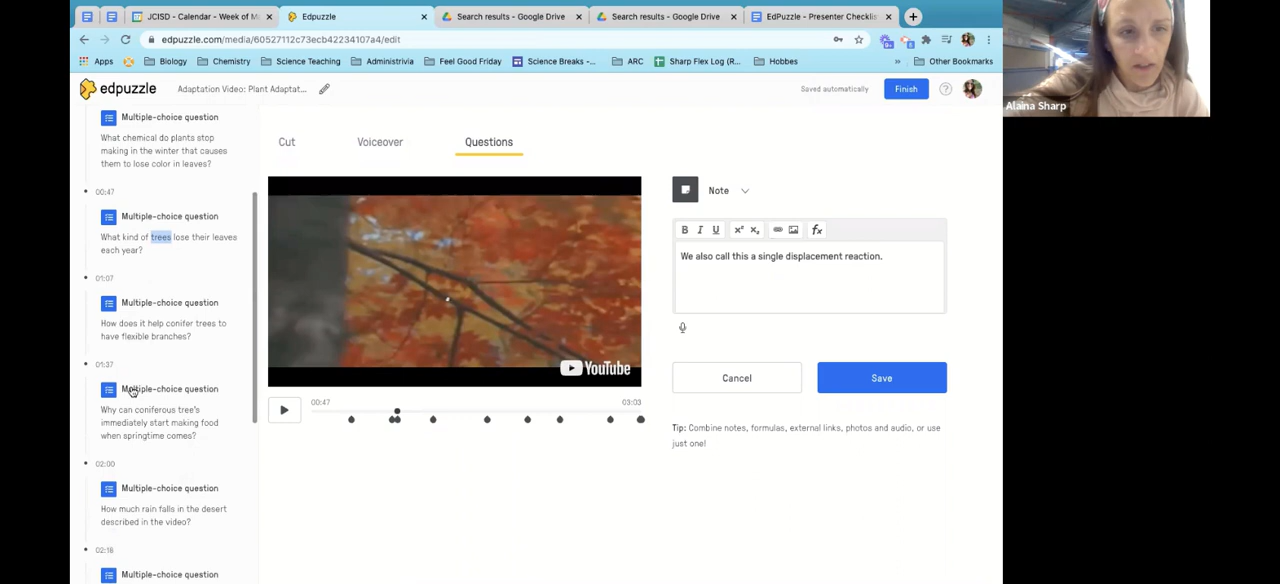 JCISD - Calendar - Week of M
Edpuzzle
Search results - Google Drive
Search results - Google Drive
EdPuzzle - Presenter Checklis
edpuzzle.com/media/60527112c73ecb42234107a4/edit
Apps
Biology
Chemistry
Science Teaching
Administrivia
Feel Good Friday
Science Breaks -...
ARC
Sharp Flex Log (R...
Hobbes
»
Other Bookmarks
edpuzzle
Adaptation Video: Plant Adaptat...
Saved automatically
Finish
Alaina Sharp
Multiple-choice question
What chemical do plants stop
making in the winter that causes
them to lose color in leaves?
00:47
Multiple-choice question
What kind of trees lose their leaves
each year?
01:07
Multiple-choice question
How does it help conifer trees to
have flexible branches?
01:37
Multiple-choice question
Why can coniferous tree's
immediately start making food
when springtime comes?
02:00
Multiple-choice question
How much rain falls in the desert
described in the video?
02:18
Multiple-choice question
Cut
Voiceover
Questions
YouTube
00:47
03:03
Note
B I U x² x₂ fx
We also call this a single displacement reaction.
Cancel
Save
Tip: Combine notes, formulas, external links, photos and audio, or use
just one!